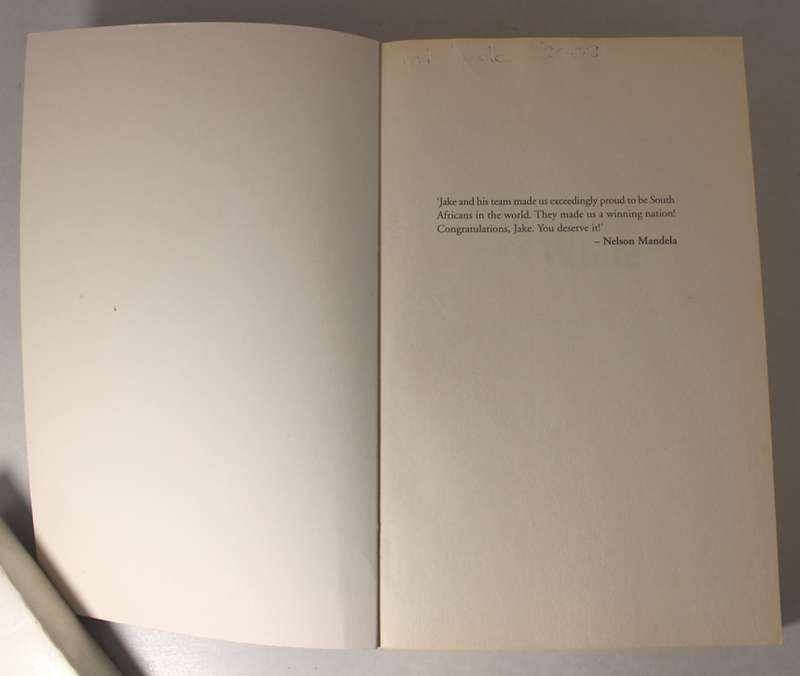 ‘Jake and his team made us exceedingly proud to be South
Africans in the world. They made us a winning nation!
Congratulations, Jake. You deserve it!’
– Nelson Mandela